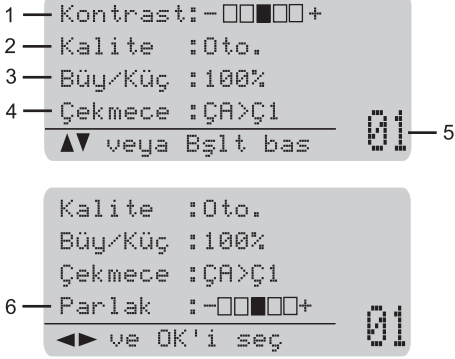 1 Kontrast:-□□■□□+
2 Kalite :Oto.
3 Büy/Küç :100%
4 Çekmece :ÇA>Ç1
▲▼ veya Bşlt bas 01 5
Kalite :Oto.
Büy/Küç :100%
Çekmece :ÇA>Ç1
6 Parlak :-□□■□□+
◄► ve OK'i seç 01